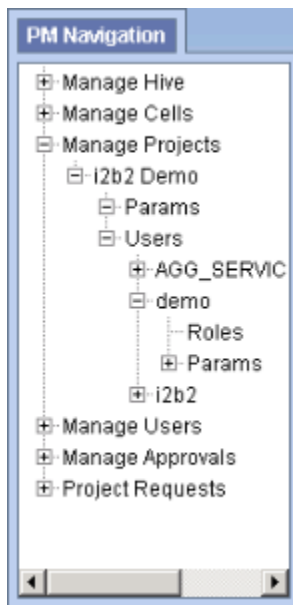 PM Navigation
Manage Hive
Manage Cells
Manage Projects
i2b2 Demo
Params
Users
AGG_SERVIC
demo
Roles
Params
i2b2
Manage Users
Manage Approvals
Project Requests